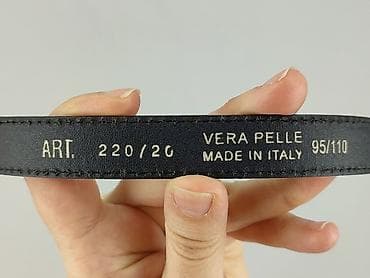 ART. 220/20 VERA PELLE 95/110
MADE IN ITALY